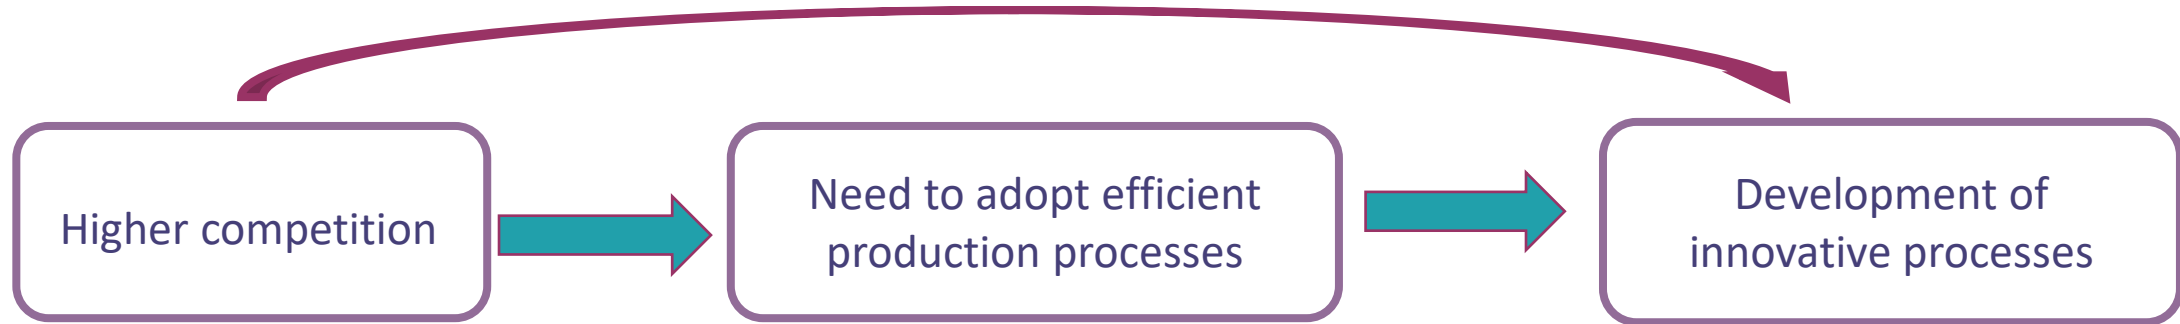 Higher competition
Need to adopt efficient
production processes
Development of
innovative processes